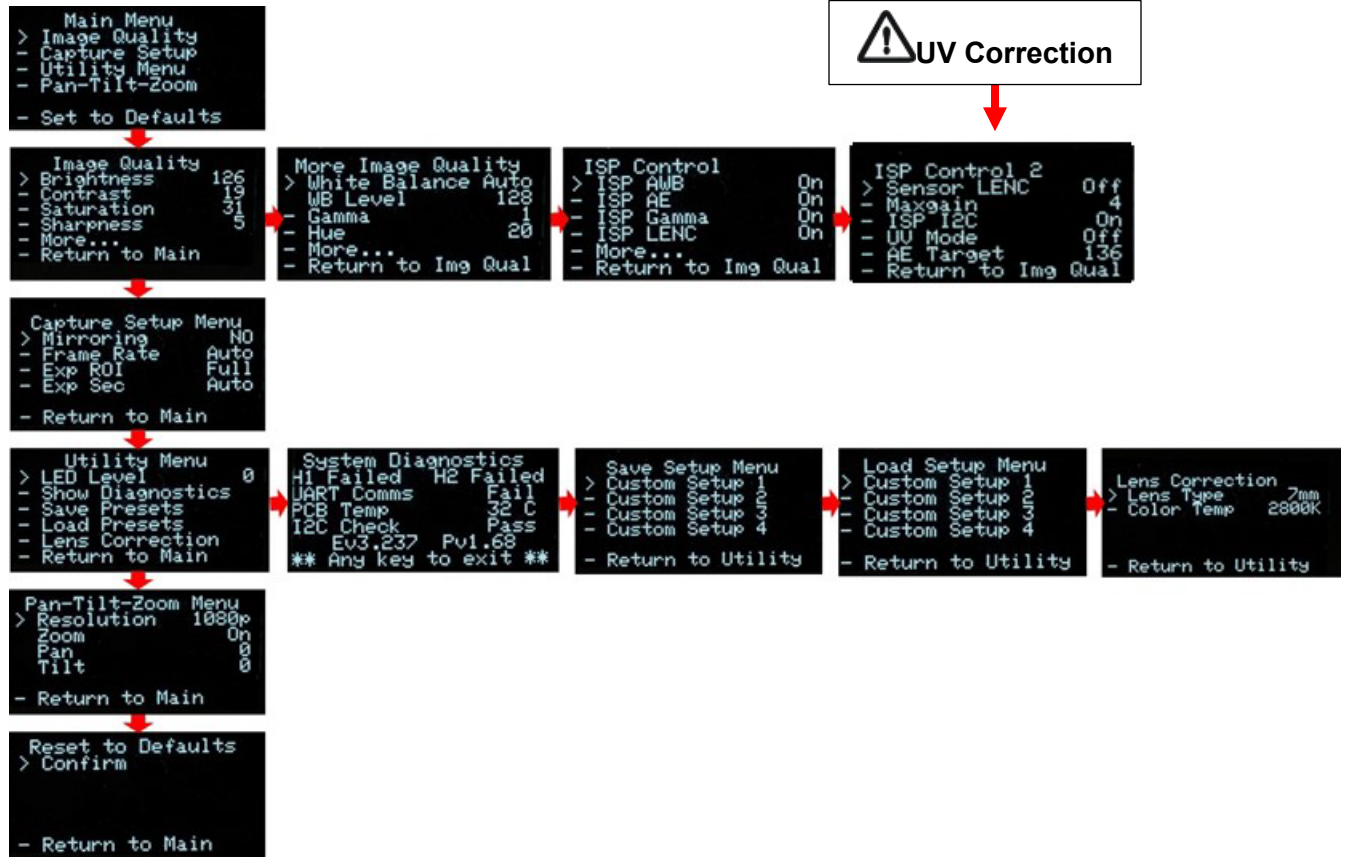 Main Menu
> Image Quality
- Capture Setup
- Utility Menu
- Pan-Tilt-Zoom
- Set to Defaults
UV Correction
Image Quality
> Brightness 126
- Contrast 19
- Saturation 31
- Sharpness 5
- More...
- Return to Main
More Image Quality
> White Balance Auto
WB Level 128
- Gamma 1
- Hue 20
- More...
- Return to Img Qual
ISP Control
> ISP AWB On
- ISP AE On
- ISP Gamma On
- ISP LENC On
- More...
- Return to Img Qual
ISP Control 2
> Sensor LENC Off
- Maxgain 4
- ISP I2C On
- UV Mode Off
- AE Target 136
- Return to Img Qual
Capture Setup Menu
> Mirroring NO
- Frame Rate Auto
- Exp ROI Full
- Exp Sec Auto
- Return to Main
Utility Menu
> LED Level 0
- Show Diagnostics
- Save Presets
- Load Presets
- Lens Correction
- Return to Main
System Diagnostics
H1 Failed H2 Failed
UART Comms Fail
PCB Temp 32 C
I2C Check Pass
Ev3.237 Pv1.68
** Any key to exit **
Save Setup Menu
> Custom Setup 1
- Custom Setup 2
- Custom Setup 3
- Custom Setup 4
- Return to Utility
Load Setup Menu
> Custom Setup 1
- Custom Setup 2
- Custom Setup 3
- Custom Setup 4
- Return to Utility
Lens Correction
> Lens Type 7mm
- Color Temp 2800K
- Return to Utility
Pan-Tilt-Zoom Menu
> Resolution 1080p
Zoom On
Pan 0
Tilt 0
- Return to Main
Reset to Defaults
> Confirm
- Return to Main